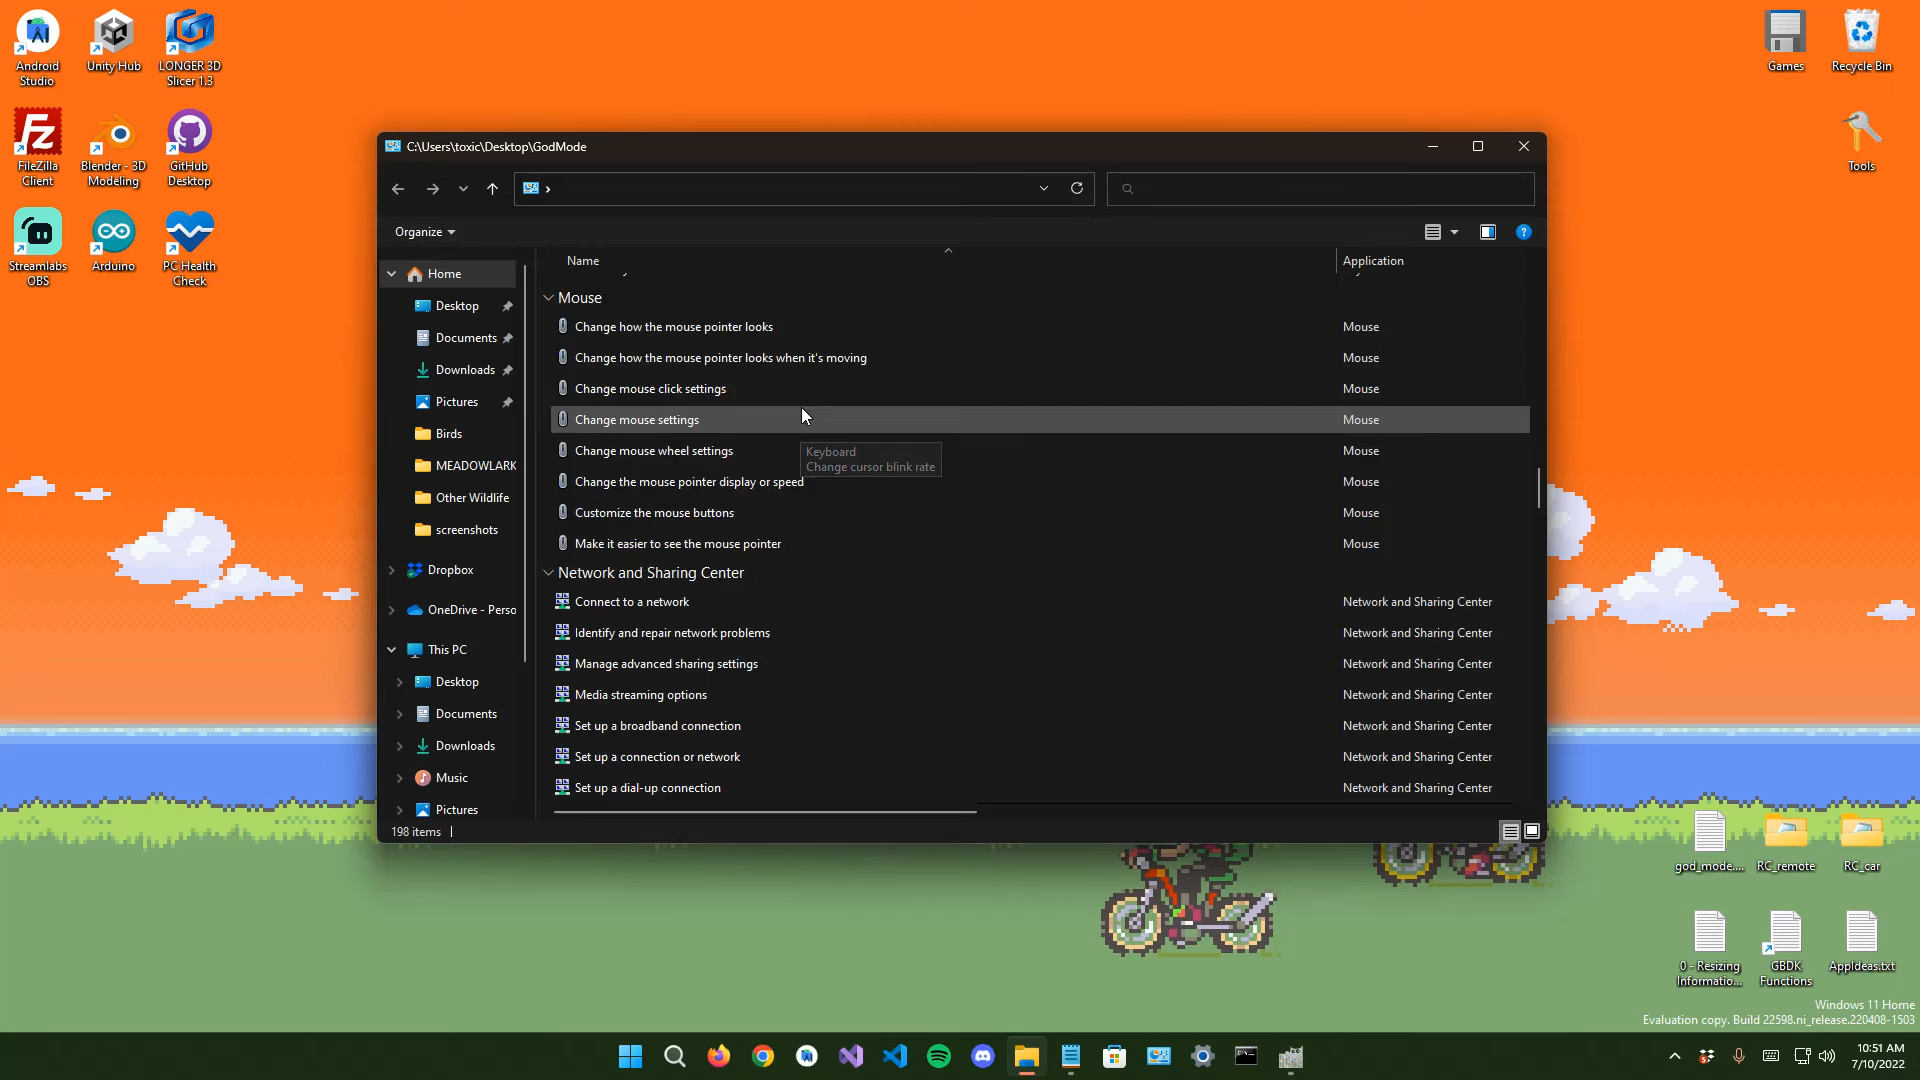 Android
Studio
Unity Hub
LONGER 3D
Slicer 1.3
Games
Recycle Bin
FileZilla
Client
Blender - 3D
Modeling
GitHub
Desktop
Tools
Streamlabs
OBS
Arduino
PC Health
Check
C:\Users\toxic\Desktop\GodMode
Organize
Name
Application
Home
Desktop
Documents
Downloads
Pictures
Birds
MEADOWLARK
Other Wildlife
screenshots
Dropbox
OneDrive - Perso
This PC
Desktop
Documents
Downloads
Music
Pictures
Mouse
Change how the mouse pointer looks Mouse
Change how the mouse pointer looks when it's moving Mouse
Change mouse click settings Mouse
Change mouse settings Mouse
Change mouse wheel settings Mouse
Keyboard
Change cursor blink rate
Change the mouse pointer display or speed Mouse
Customize the mouse buttons Mouse
Make it easier to see the mouse pointer Mouse
Network and Sharing Center
Connect to a network Network and Sharing Center
Identify and repair network problems Network and Sharing Center
Manage advanced sharing settings Network and Sharing Center
Media streaming options Network and Sharing Center
Set up a broadband connection Network and Sharing Center
Set up a connection or network Network and Sharing Center
Set up a dial-up connection Network and Sharing Center
198 items
god_mode....
RC_remote
RC_car
0 - Resizing
Informatio...
GBDK
Functions
AppIdeas.txt
Windows 11 Home
Evaluation copy. Build 22598.ni_release.220408-1503
10:51 AM
7/10/2022